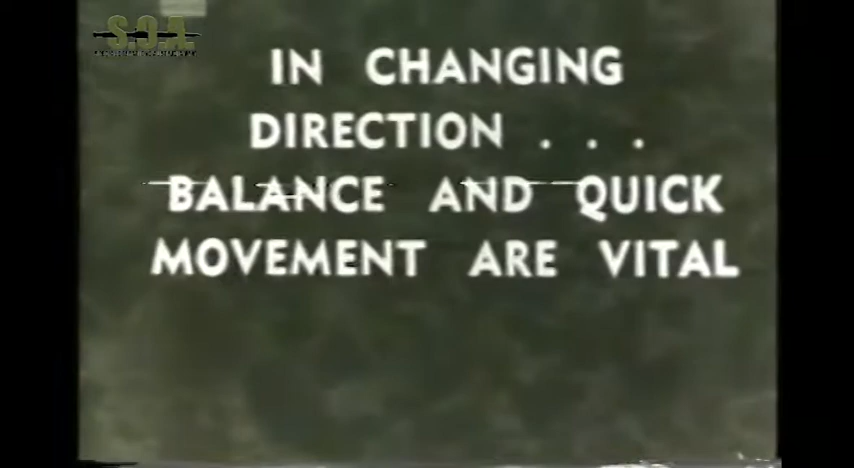 S.O.A.
IN CHANGING
DIRECTION . . .
BALANCE AND QUICK
MOVEMENT ARE VITAL